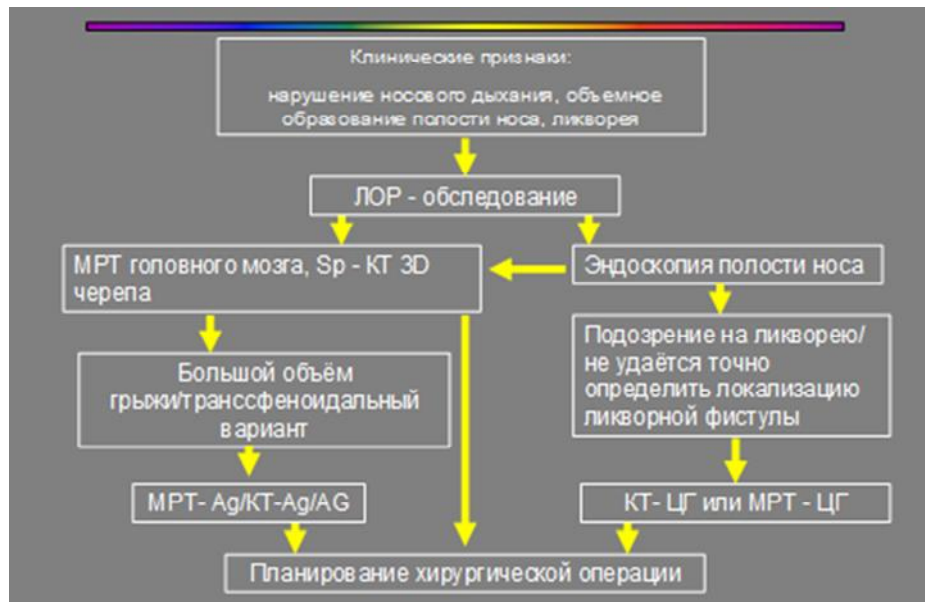 Клинические признаки:
нарушение носового дыхания, объемное
образование полости носа, ликворея
ЛОР - обследование
МРТ головного мозга, Sp - КТ 3D
черепа
Эндоскопия полости носа
Большой объём
грыжи/транссфеноидальный
вариант
Подозрение на ликворею/
не удаётся точно
определить локализацию
ликворной фистулы
МРТ- Ag/КТ-Ag/AG
КТ- ЦГ или МРТ - ЦГ
Планирование хирургической операции